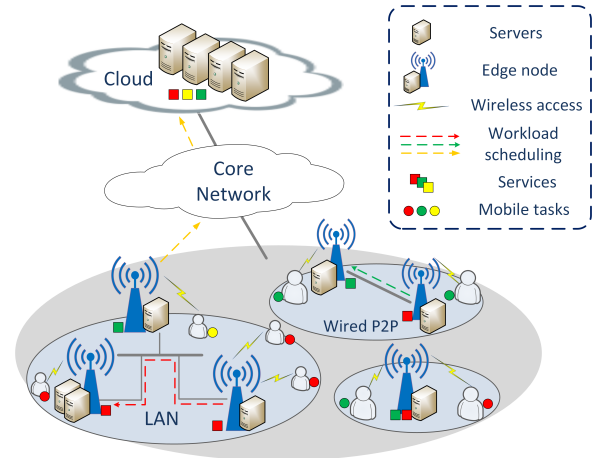 Cloud
Core
Network
Wired P2P
LAN
Servers
Edge node
Wireless access
Workload
scheduling
Services
Mobile tasks